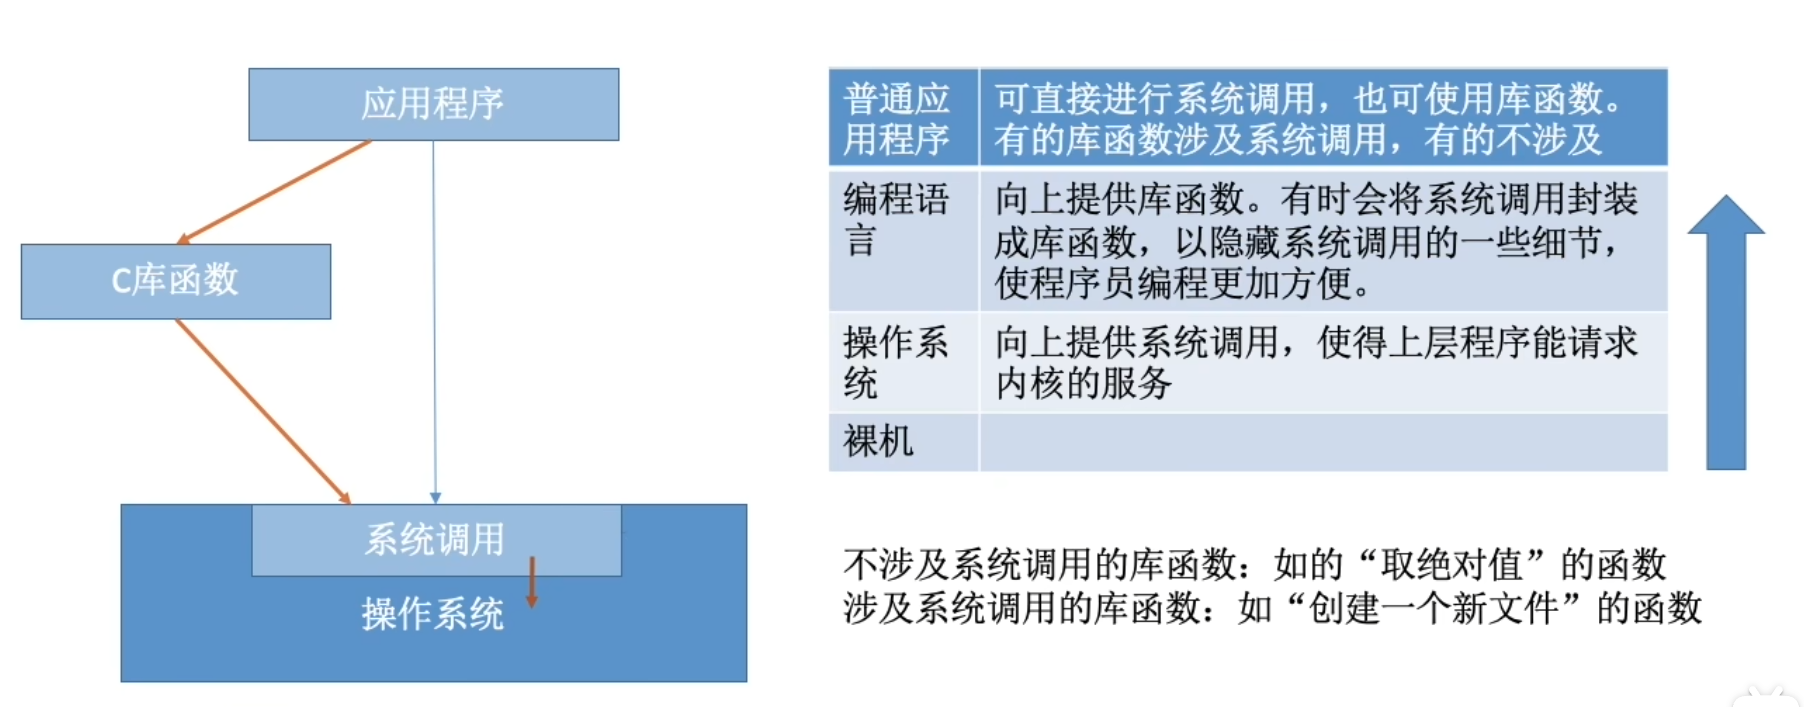 应用程序
C库函数
系统调用
操作系统
普通应
用程序
可直接进行系统调用，也可使用库函数。
有的库函数涉及系统调用，有的不涉及
编程语
言
向上提供库函数。有时会将系统调用封装
成库函数，以隐藏系统调用的一些细节，
使程序员编程更加方便。
操作系
统
向上提供系统调用，使得上层程序能请求
内核的服务
裸机
不涉及系统调用的库函数：如的“取绝对值”的函数
涉及系统调用的库函数：如“创建一个新文件”的函数